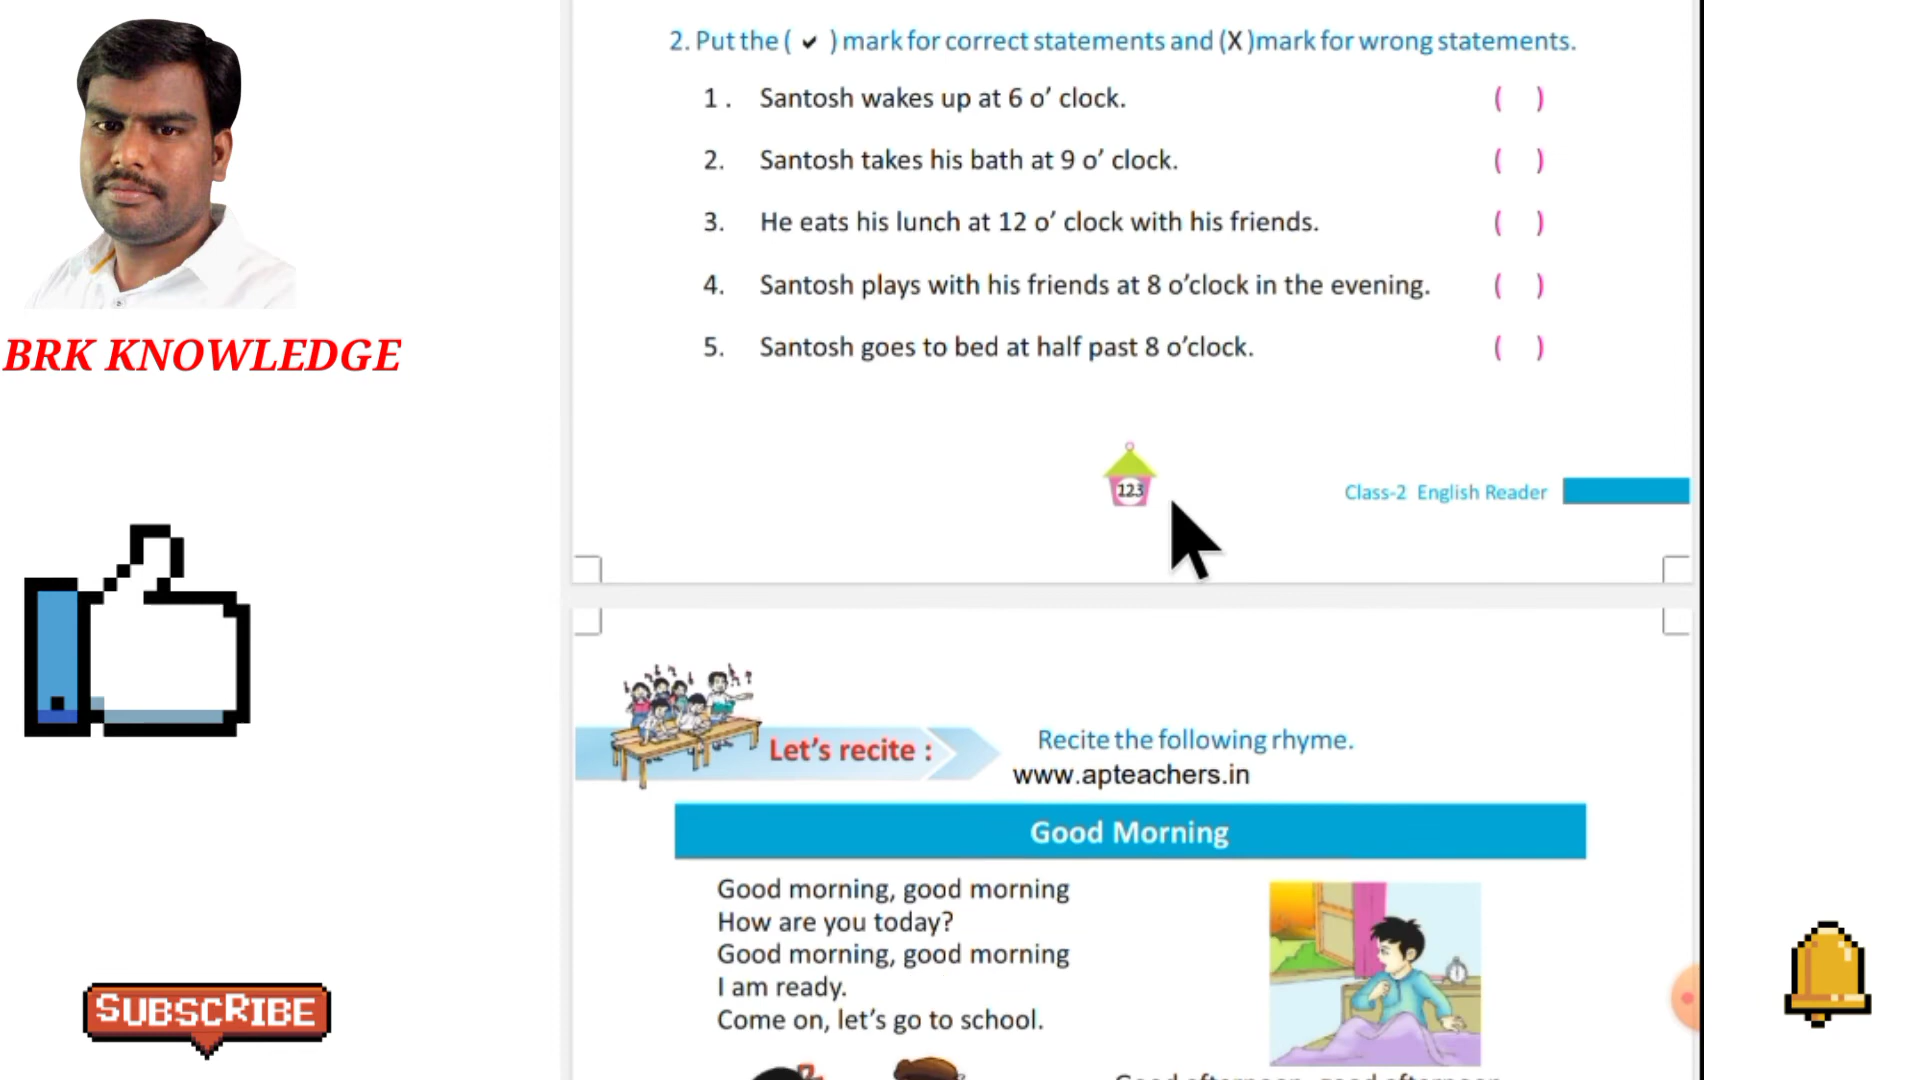 2. Put the ( ✔ ) mark for correct statements and (X )mark for wrong statements.
1 . Santosh wakes up at 6 o’ clock. ( )
2. Santosh takes his bath at 9 o’ clock. ( )
3. He eats his lunch at 12 o’ clock with his friends. ( )
4. Santosh plays with his friends at 8 o’clock in the evening. ( )
5. Santosh goes to bed at half past 8 o’clock. ( )
BRK KNOWLEDGE
123
Class-2 English Reader
Let’s recite :
Recite the following rhyme.
www.apteachers.in
Good Morning
Good morning, good morning
How are you today?
Good morning, good morning
I am ready.
Come on, let’s go to school.
SUBSCRIBE
Good afternoon, good afternoon